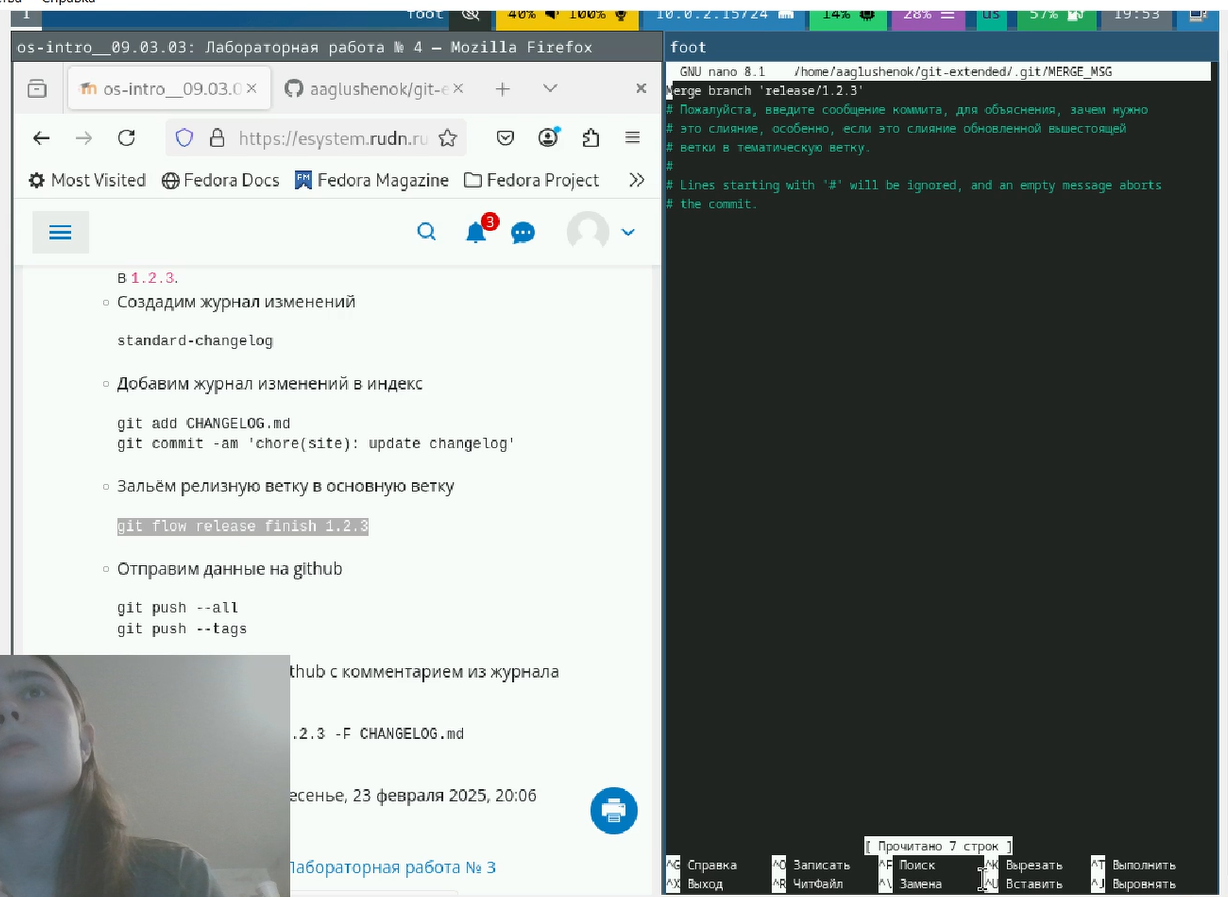 1
foot
40%
100%
10.0.2.15/24
14%
28%
us
57%
19:53
os-intro__09.03.03: Лабораторная работа № 4 — Mozilla Firefox
foot
os-intro__09.03.0
aaglushenok/git-e
https://esystem.rudn.ru
Most Visited
Fedora Docs
Fedora Magazine
Fedora Project
3
в 1.2.3.
Создадим журнал изменений
standard-changelog
Добавим журнал изменений в индекс
git add CHANGELOG.md
git commit -am 'chore(site): update changelog'
Зальём релизную ветку в основную ветку
git flow release finish 1.2.3
Отправим данные на github
git push --all
git push --tags
thub с комментарием из журнала
.2.3 -F CHANGELOG.md
есенье, 23 февраля 2025, 20:06
Лабораторная работа № 3
GNU nano 8.1 /home/aaglushenok/git-extended/.git/MERGE_MSG
Merge branch 'release/1.2.3'
# Пожалуйста, введите сообщение коммита, для объяснения, зачем нужно
# это слияние, особенно, если это слияние обновленной вышестоящей
# ветки в тематическую ветку.
#
# Lines starting with '#' will be ignored, and an empty message aborts
# the commit.
[ Прочитано 7 строк ]
^G Справка ^O Записать ^F Поиск ^K Вырезать ^T Выполнить
^X Выход ^R ЧитФайл ^\ Замена ^U Вставить ^J Выровнять